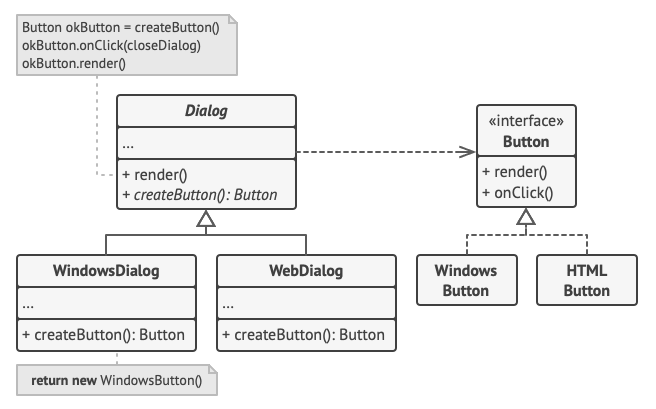 Button okButton = createButton()
okButton.onClick(closeDialog)
okButton.render()
Dialog
...
+ render()
+ createButton(): Button
«interface»
Button
+ render()
+ onClick()
WindowsDialog
...
+ createButton(): Button
WebDialog
...
+ createButton(): Button
Windows
Button
HTML
Button
return new WindowsButton()